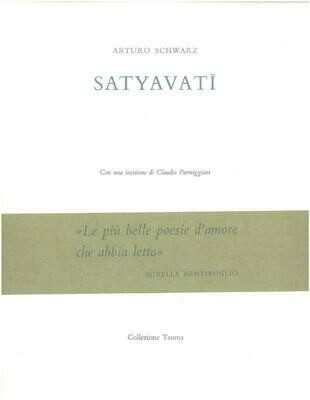 ARTURO SCHWARZ
SATYAVATĪ
Con una incisione di Claudio Parmiggiani
«Le più belle poesie d'amore
che abbia letto»
MIRELLA BENTIVOGLIO
Collezione Tauma